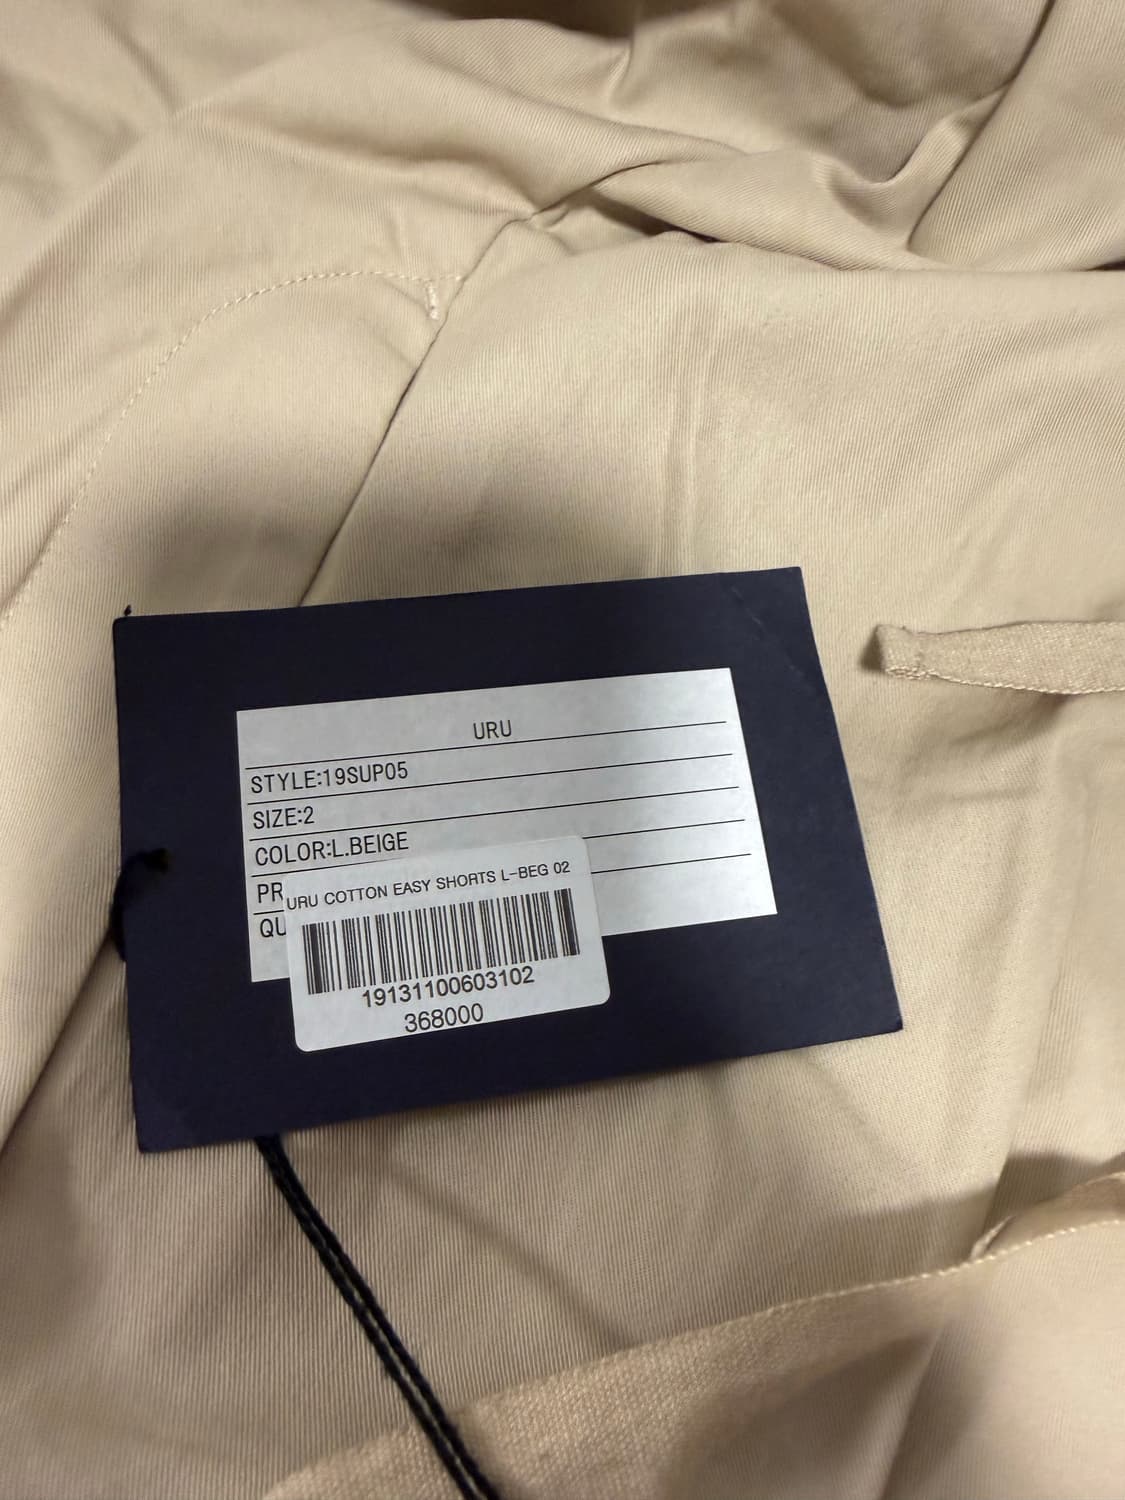 URU
STYLE:19SUP05
SIZE:2
COLOR:L.BEIGE
PR
QU
URU COTTON EASY SHORTS L-BEG 02
19131100603102
368000